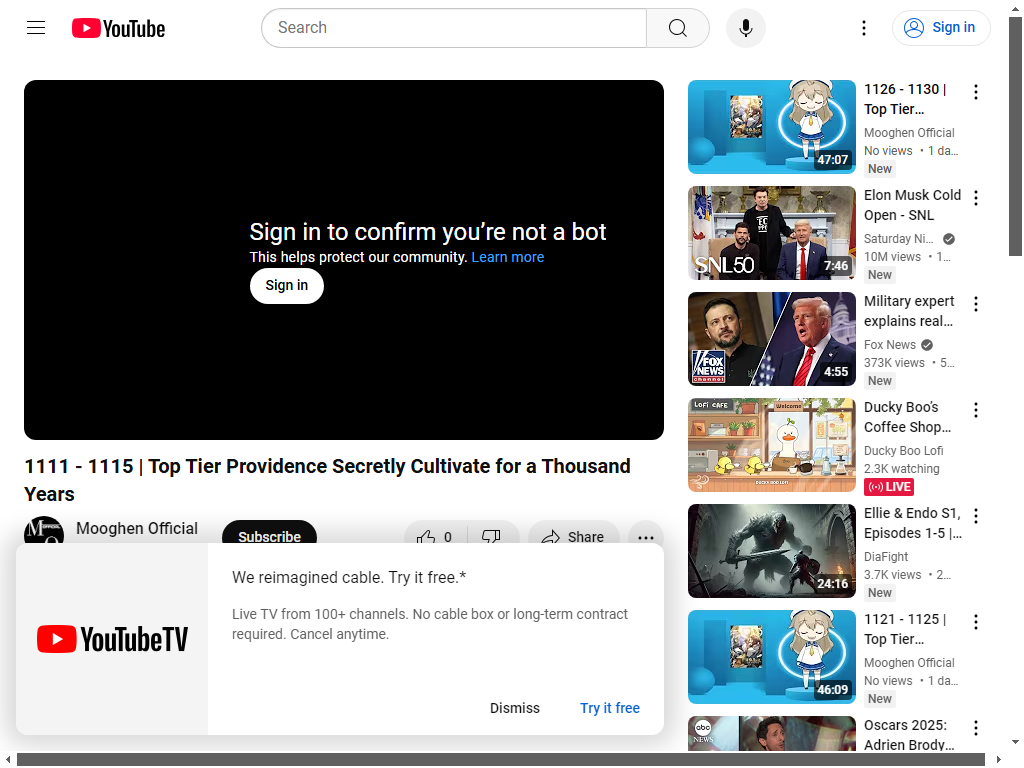 YouTube
Search
Sign in
Sign in to confirm you’re not a bot
This helps protect our community. Learn more
Sign in
1111 - 1115 | Top Tier Providence Secretly Cultivate for a Thousand
Years
Mooghen Official
Subscribe
0
Share
YouTubeTV
We reimagined cable. Try it free.*
Live TV from 100+ channels. No cable box or long-term contract
required. Cancel anytime.
Dismiss
Try it free
47:07
1126 - 1130 |
Top Tier…
Mooghen Official
No views • 1 da…
New
SNL50
7:46
Elon Musk Cold
Open - SNL
Saturday Ni…
10M views • 1…
New
FOX
NEWS
channel
4:55
Military expert
explains real…
Fox News
373K views • 5…
New
LOFI CAFE
Welcome
DUCKY BOO LOFI
Ducky Boo’s
Coffee Shop…
Ducky Boo Lofi
2.3K watching
LIVE
24:16
Ellie & Endo S1,
Episodes 1-5 |…
DiaFight
3.7K views • 2…
New
46:09
1121 - 1125 |
Top Tier…
Mooghen Official
No views • 1 da…
New
abc
NEWS
Oscars 2025:
Adrien Brody…